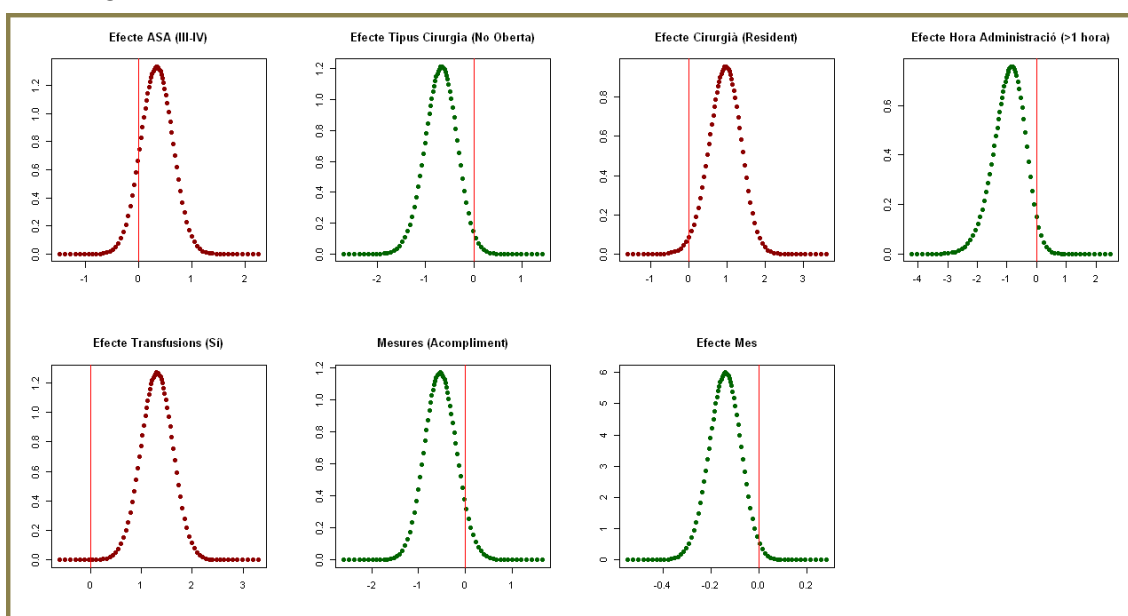 Efecte ASA (III-IV)
0.0 0.2 0.4 0.6 0.8 1.0 1.2
-1 0 1 2
Efecte Tipus Cirurgia (No Oberta)
0.0 0.2 0.4 0.6 0.8 1.0 1.2
-2 -1 0 1
Efecte Cirurgià (Resident)
0.0 0.2 0.4 0.6 0.8
-1 0 1 2 3
Efecte Hora Administració (>1 hora)
0.0 0.2 0.4 0.6
-4 -3 -2 -1 0 1 2
Efecte Transfusions (Sí)
0.0 0.2 0.4 0.6 0.8 1.0 1.2
0 1 2 3
Mesures (Acompliment)
0.0 0.2 0.4 0.6 0.8 1.0 1.2
-2 -1 0 1
Efecte Mes
0 1 2 3 4 5 6
-0.4 -0.2 0.0 0.2